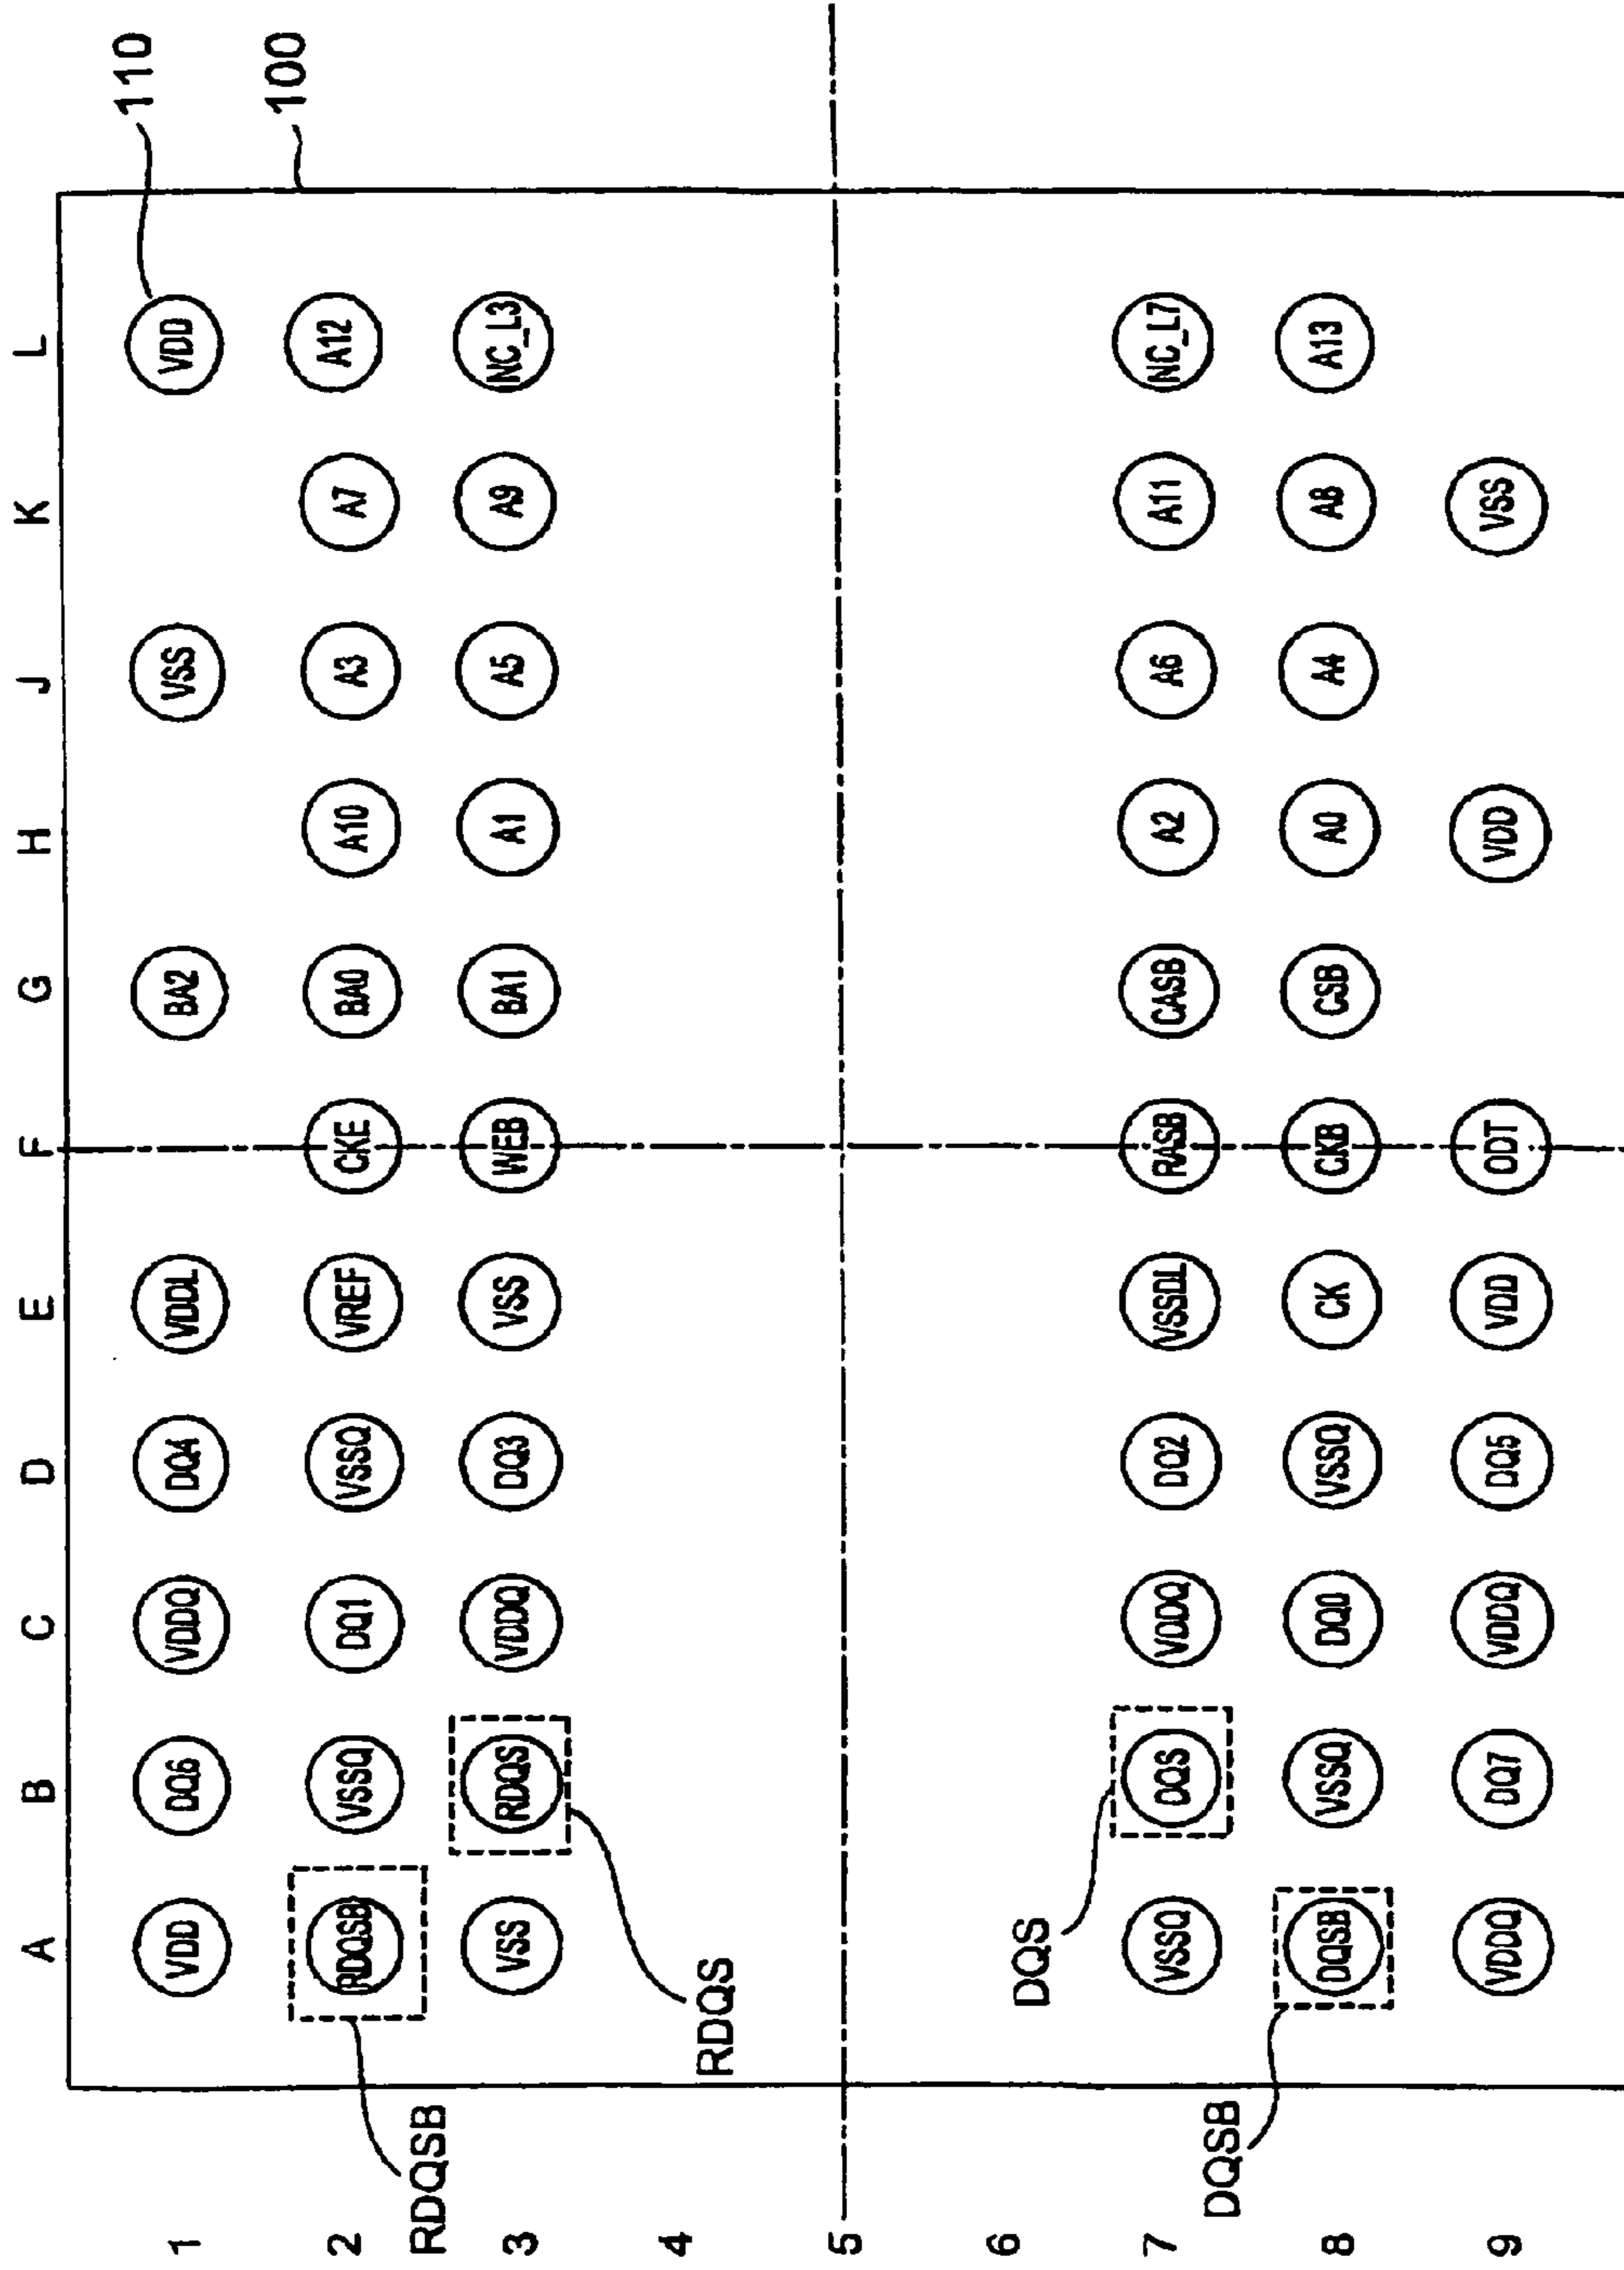 A B C D E F G H J K L
110
100
1 VDD DQ6 VDDQ DQ4 VDDL BA2 VSS VDD
2 RDQSB VSSQ DQ1 VSSQ VREF CKE BA0 A10 A3 A7 A12
RDQSB
3 VSS RDQS VDDQ DQ3 VSS WEB BA1 A1 A5 A9 NC_L3
4
RDQS
5
6
DQS
7 VSSQ DQS VDDQ DQ2 VSSDL RASB CASB A2 A6 A11 NC_L7
DQSB
8 DQSB VSSQ DQ0 VSSQ CK CKB CSB A0 A4 A8 A13
9 VDDQ DQ7 VDDQ DQ5 VDD ODT VDD VSS